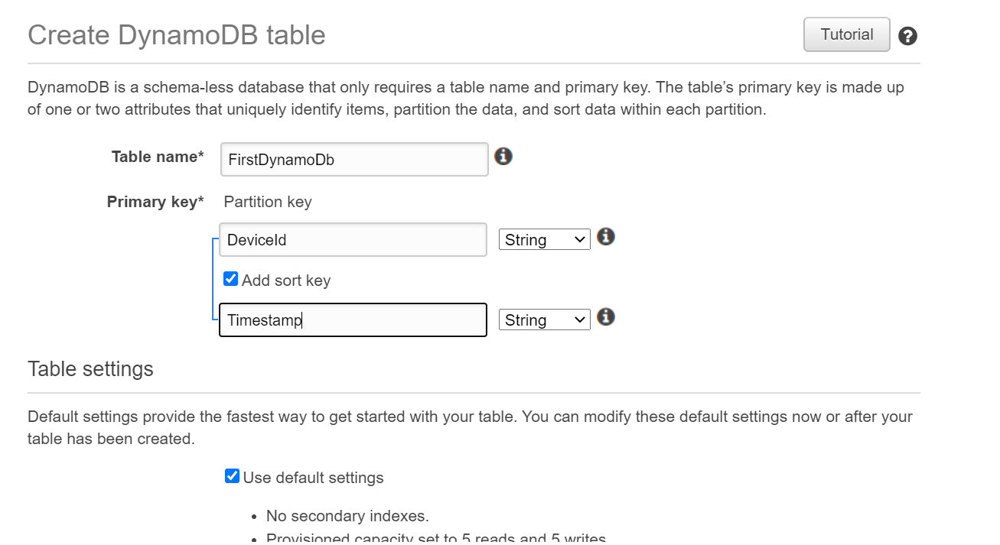 Create DynamoDB table
Tutorial
DynamoDB is a schema-less database that only requires a table name and primary key. The table’s primary key is made up
of one or two attributes that uniquely identify items, partition the data, and sort data within each partition.
Table name* FirstDynamoDb
Primary key* Partition key
DeviceId String
Add sort key
Timestamp String
Table settings
Default settings provide the fastest way to get started with your table. You can modify these default settings now or after your
table has been created.
Use default settings
No secondary indexes.
Provisioned capacity set to 5 reads and 5 writes